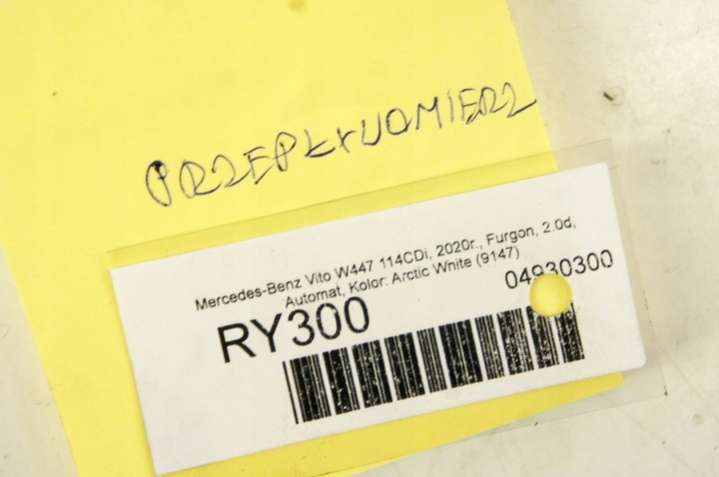 PRZEPŁYWOMIERZ
Mercedes-Benz Vito W447 114CDi, 2020r., Furgon, 2.0d,
Automat, Kolor: Arctic White (9147)
RY300
04930300